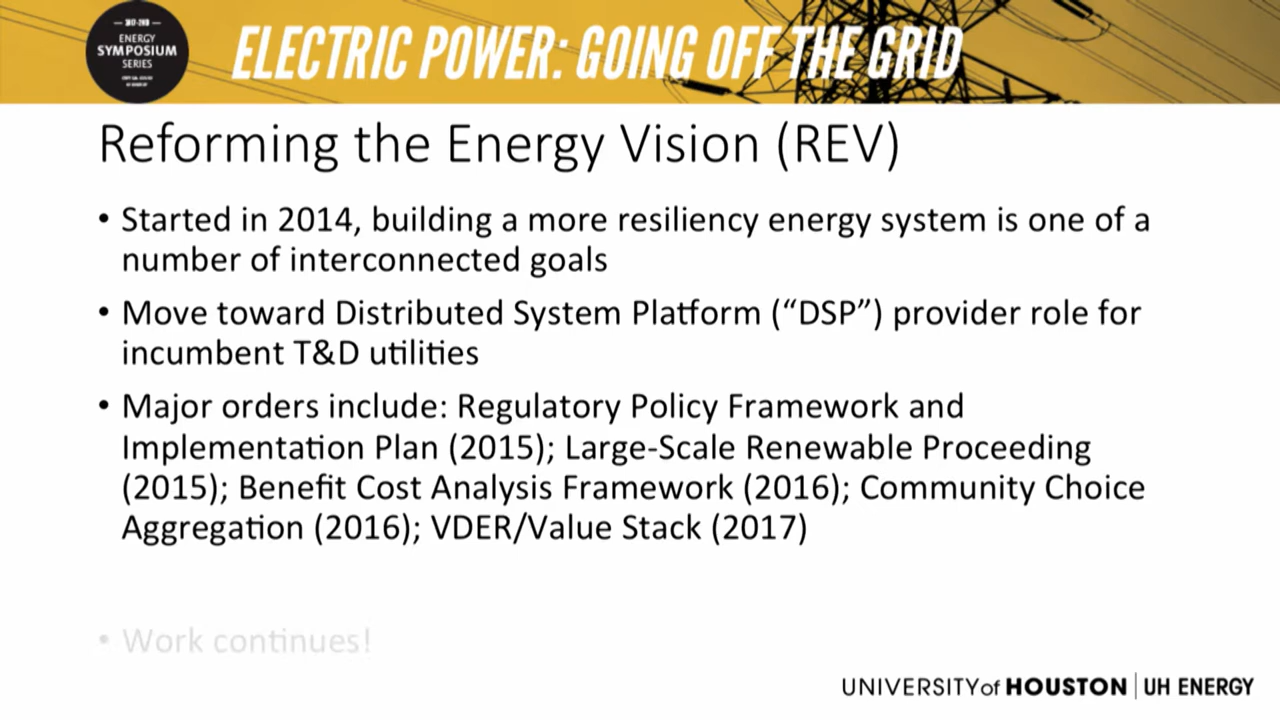 2017-2018
ENERGY
SYMPOSIUM
SERIES
ELECTRIC POWER: GOING OFF THE GRID
Reforming the Energy Vision (REV)
• Started in 2014, building a more resiliency energy system is one of a
number of interconnected goals
• Move toward Distributed System Platform (“DSP”) provider role for
incumbent T&D utilities
• Major orders include: Regulatory Policy Framework and
Implementation Plan (2015); Large-Scale Renewable Proceeding
(2015); Benefit Cost Analysis Framework (2016); Community Choice
Aggregation (2016); VDER/Value Stack (2017)
• Work continues!
UNIVERSITY of HOUSTON | UH ENERGY